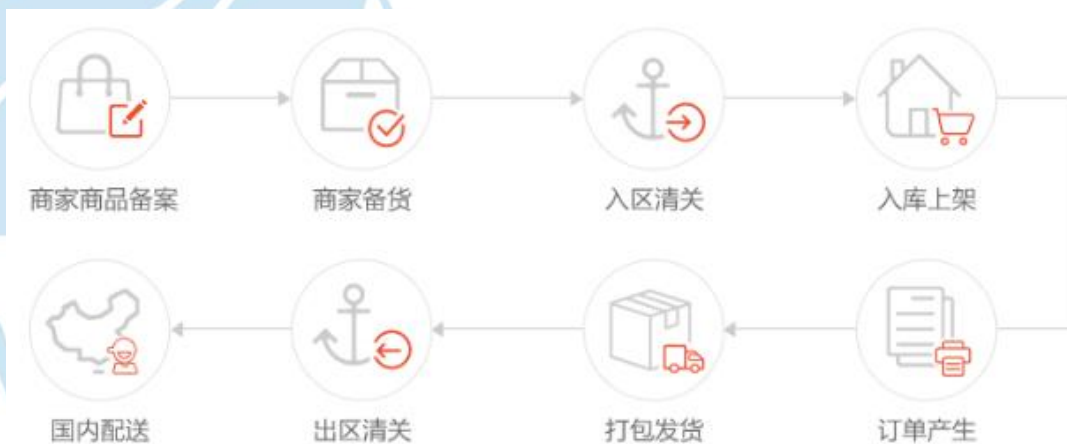 商家商品备案
商家备货
入区清关
入库上架
国内配送
出区清关
打包发货
订单产生